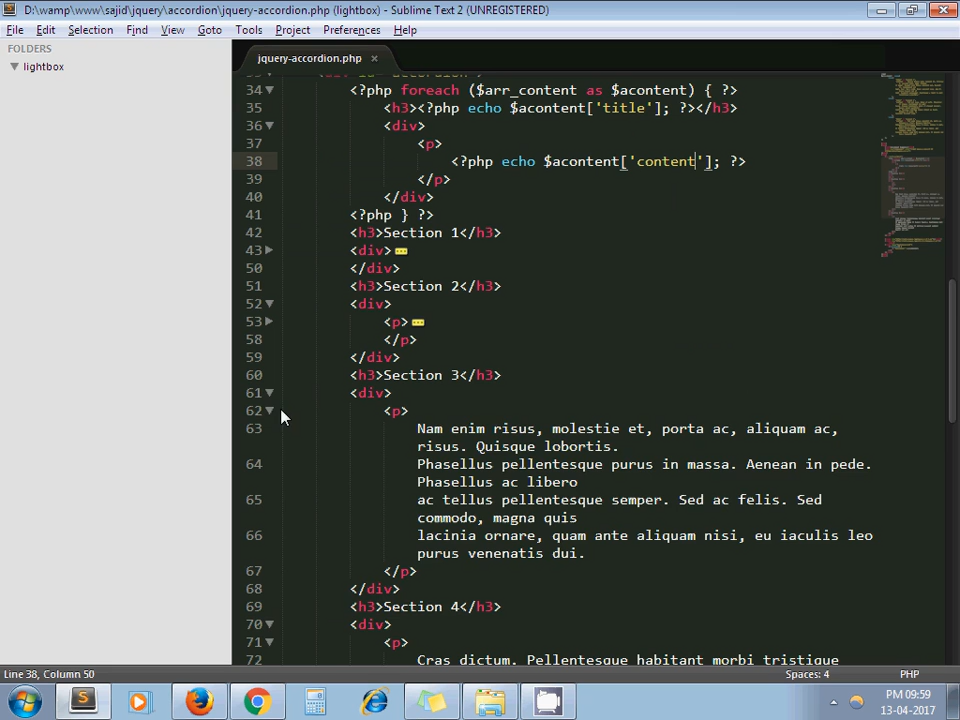 D:\wamp\www\sajid\jquery\accordion\jquery-accordion.php (lightbox) - Sublime Text 2 (UNREGISTERED)
File Edit Selection Find View Goto Tools Project Preferences Help
FOLDERS
lightbox
jquery-accordion.php
34 <?php foreach ($arr_content as $acontent) { ?>
35 <h3><?php echo $acontent['title']; ?></h3>
36 <div>
37 <p>
38 <?php echo $acontent['content']; ?>
39 </p>
40 </div>
41 <?php } ?>
42 <h3>Section 1</h3>
43 <div>
50 </div>
51 <h3>Section 2</h3>
52 <div>
53 <p>
58 </p>
59 </div>
60 <h3>Section 3</h3>
61 <div>
62 <p>
63 Nam enim risus, molestie et, porta ac, aliquam ac,
risus. Quisque lobortis.
64 Phasellus pellentesque purus in massa. Aenean in pede.
Phasellus ac libero
65 ac tellus pellentesque semper. Sed ac felis. Sed
commodo, magna quis
66 lacinia ornare, quam ante aliquam nisi, eu iaculis leo
purus venenatis dui.
67 </p>
68 </div>
69 <h3>Section 4</h3>
70 <div>
71 <p>
72 Cras dictum. Pellentesque habitant morbi tristique
Line 38, Column 50
Spaces: 4
PHP
PM 09:59
13-04-2017